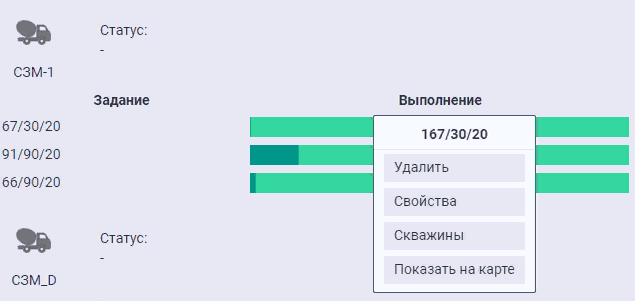 Статус:
-
СЗМ-1
Задание Выполнение
67/30/20
91/90/20
66/90/20
167/30/20
Удалить
Свойства
Скважины
Показать на карте
Статус:
-
СЗМ_D